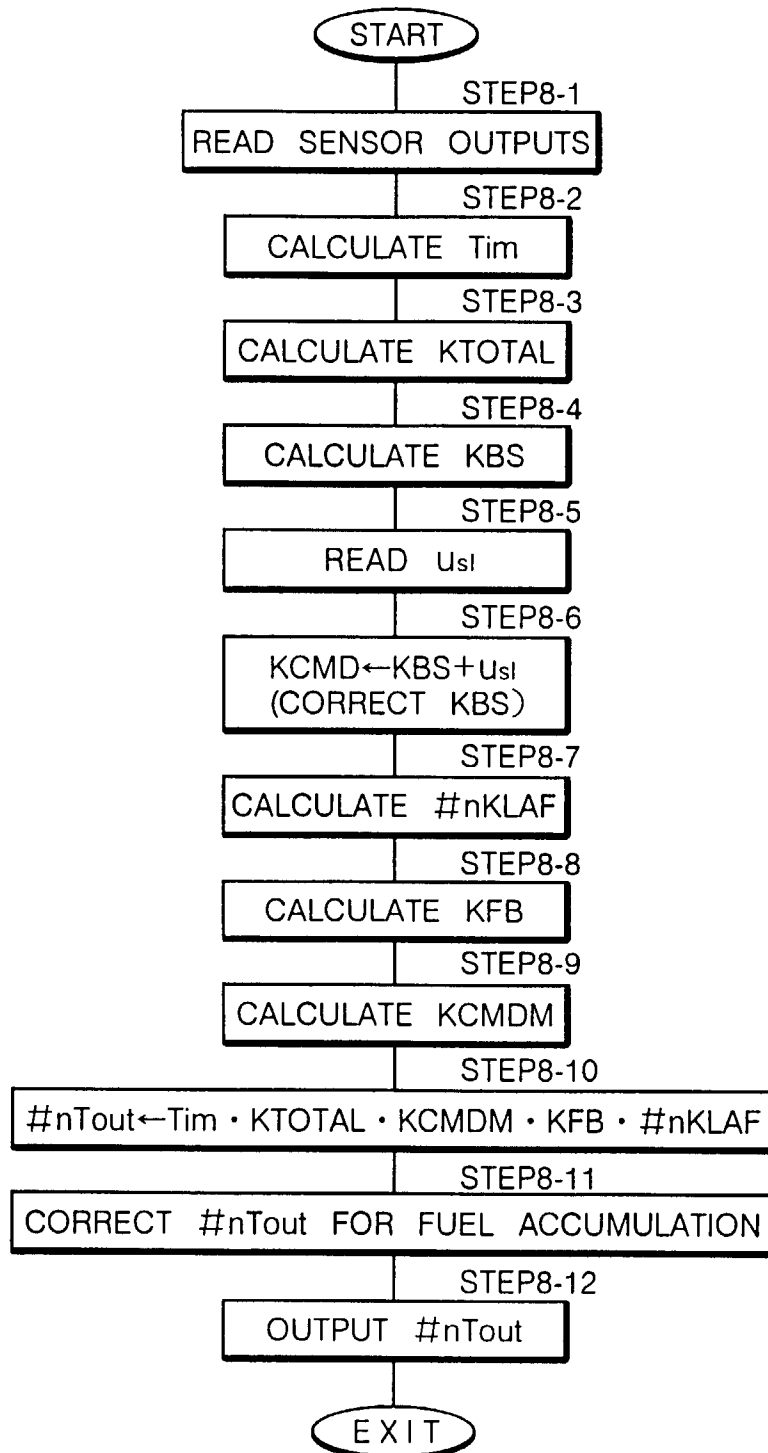 START
STEP8-1
READ SENSOR OUTPUTS
STEP8-2
CALCULATE Tim
STEP8-3
CALCULATE KTOTAL
STEP8-4
CALCULATE KBS
STEP8-5
READ Usl
STEP8-6
KCMD←KBS+Usl
(CORRECT KBS)
STEP8-7
CALCULATE #nKLAF
STEP8-8
CALCULATE KFB
STEP8-9
CALCULATE KCMDM
STEP8-10
#nTout←Tim・KTOTAL・KCMDM・KFB・#nKLAF
STEP8-11
CORRECT #nTout FOR FUEL ACCUMULATION
STEP8-12
OUTPUT #nTout
EXIT